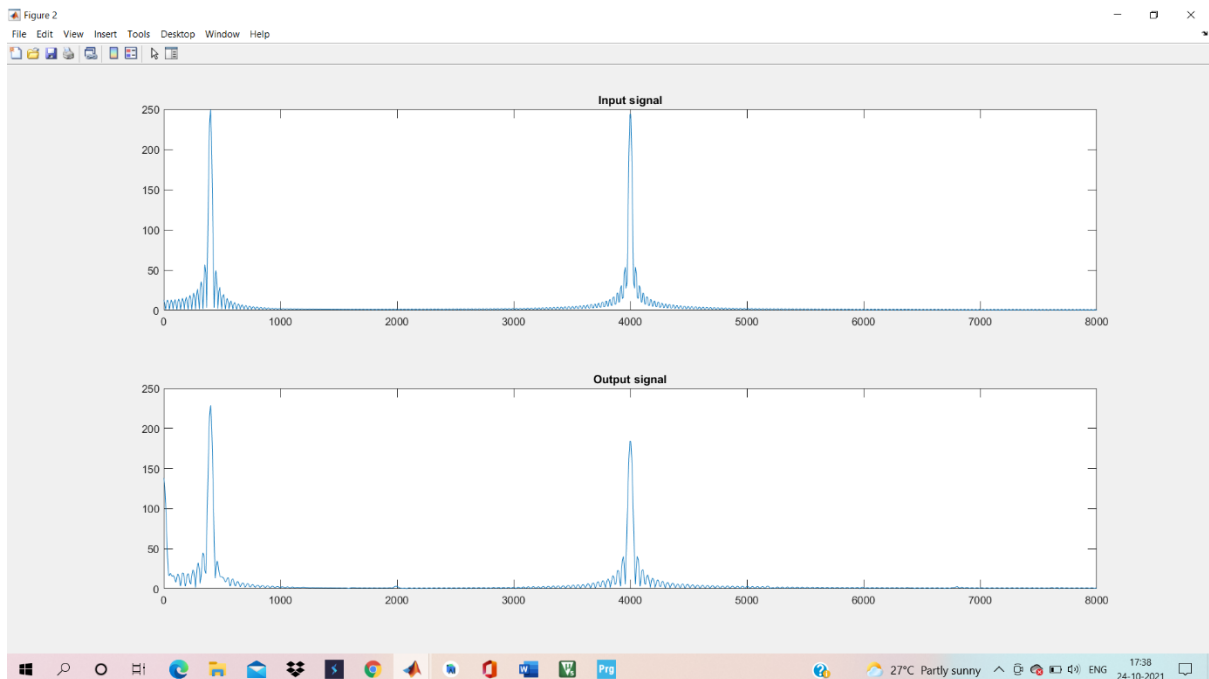 Figure 2
File Edit View Insert Tools Desktop Window Help
Input signal
250
200
150
100
50
0
0 1000 2000 3000 4000 5000 6000 7000 8000
Output signal
250
200
150
100
50
0
0 1000 2000 3000 4000 5000 6000 7000 8000
Prg
27°C Partly sunny ENG 17:38
24-10-2021